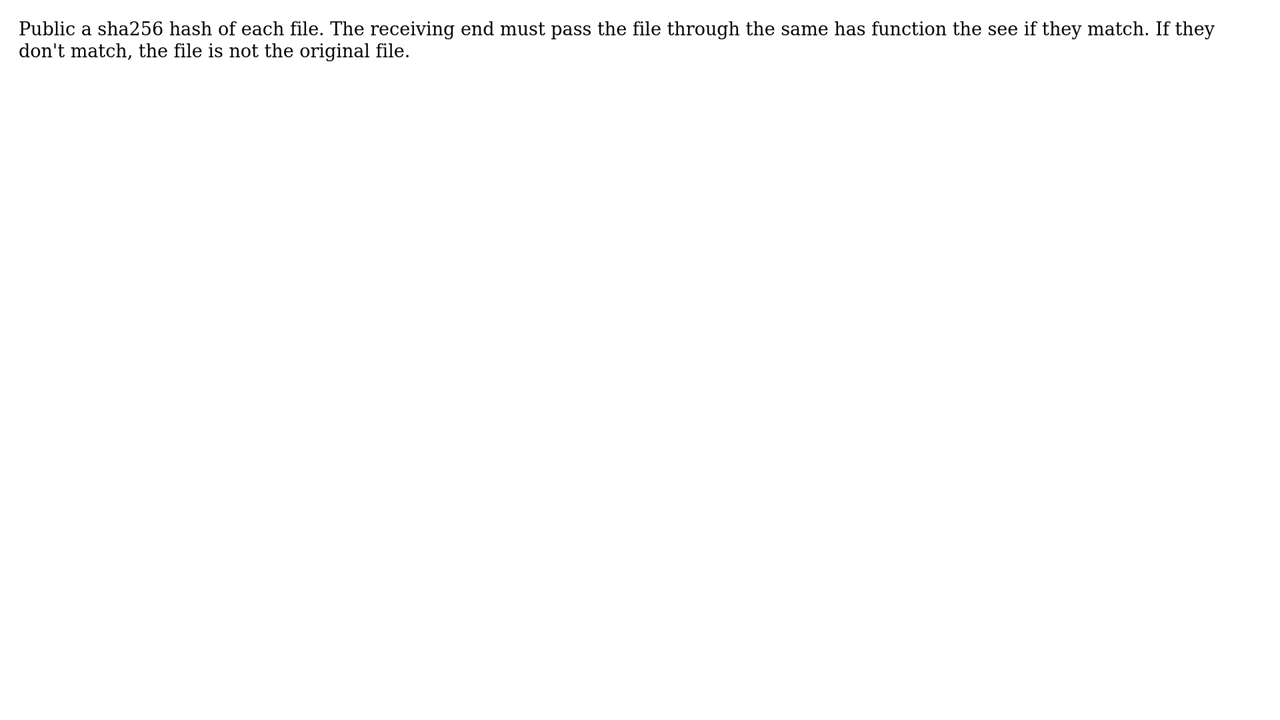 Public a sha256 hash of each file. The receiving end must pass the file through the same has function the see if they match. If they
don't match, the file is not the original file.